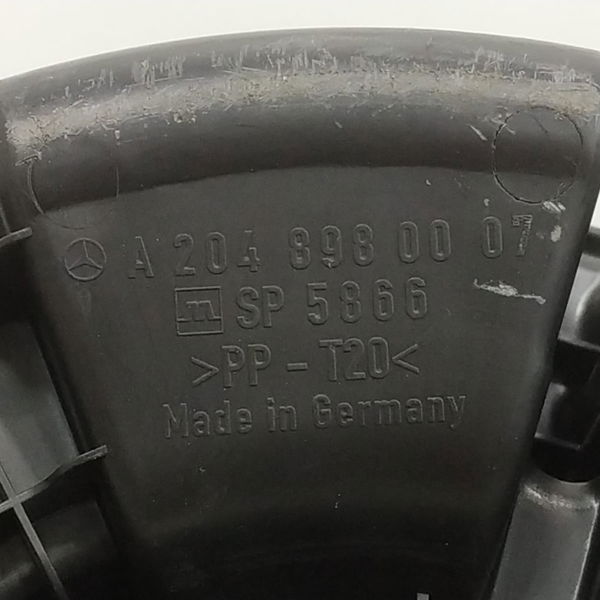 A 204 898 00 07
m SP 5866
>PP - T20<
Made in Germany